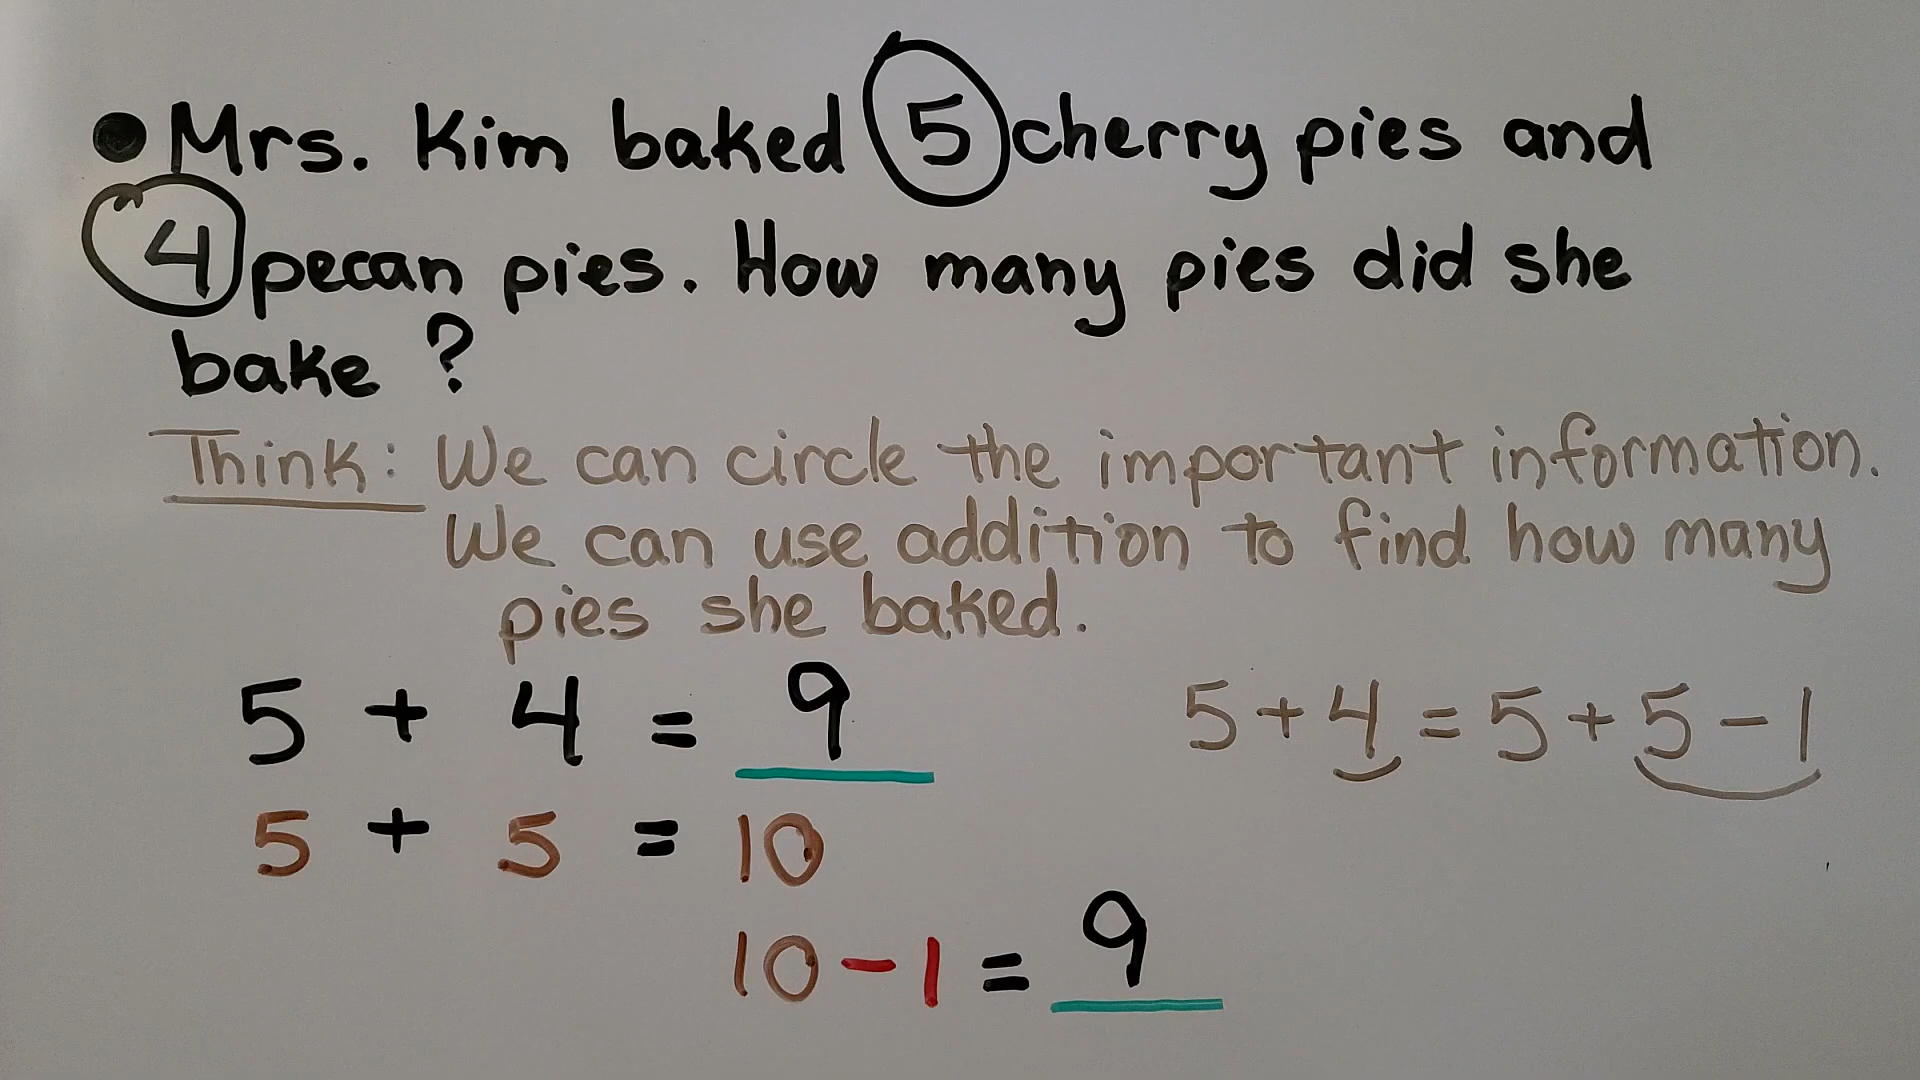 • Mrs. Kim baked 5 cherry pies and
4 pecan pies. How many pies did she
bake?
Think: We can circle the important information.
We can use addition to find how many
pies she baked.
5 + 4 = 9
5 + 4 = 5 + 5 - 1
5 + 5 = 10
10 - 1 = 9